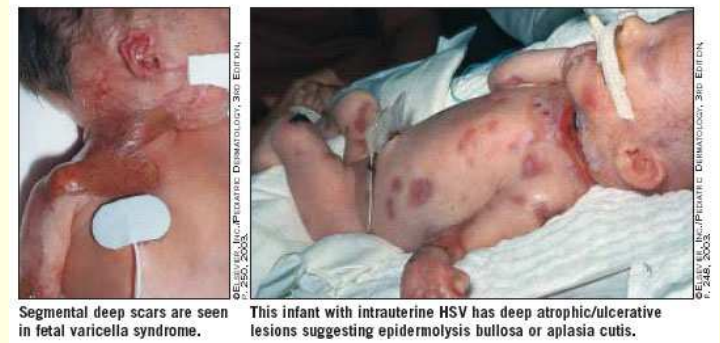 ©ELSEVIER, INC./PEDIATRIC DERMATOLOGY, 3RD EDITION,
P. 250, 2003.
©ELSEVIER, INC./PEDIATRIC DERMATOLOGY, 3RD EDITION,
P. 248, 2003.
Segmental deep scars are seen
in fetal varicella syndrome.
This infant with intrauterine HSV has deep atrophic/ulcerative
lesions suggesting epidermolysis bullosa or aplasia cutis.